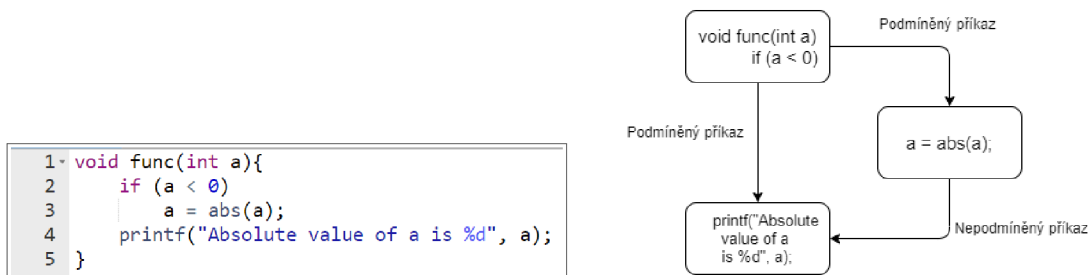 1 void func(int a){
2 if (a < 0)
3 a = abs(a);
4 printf("Absolute value of a is %d", a);
5 }
void func(int a)
if (a < 0)
Podmíněný příkaz
Podmíněný příkaz
a = abs(a);
printf("Absolute
value of a
is %d", a);
Nepodmíněný příkaz